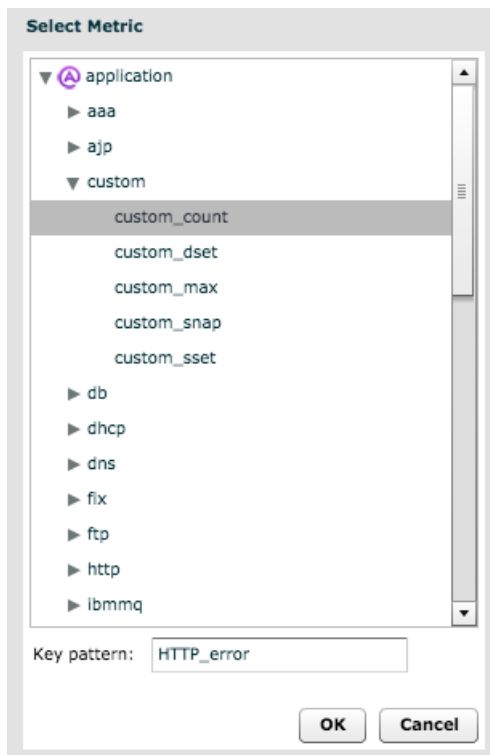 Select Metric
application
aaa
ajp
custom
custom_count
custom_dset
custom_max
custom_snap
custom_sset
db
dhcp
dns
fix
ftp
http
ibmmq
Key pattern: HTTP_error
OK Cancel